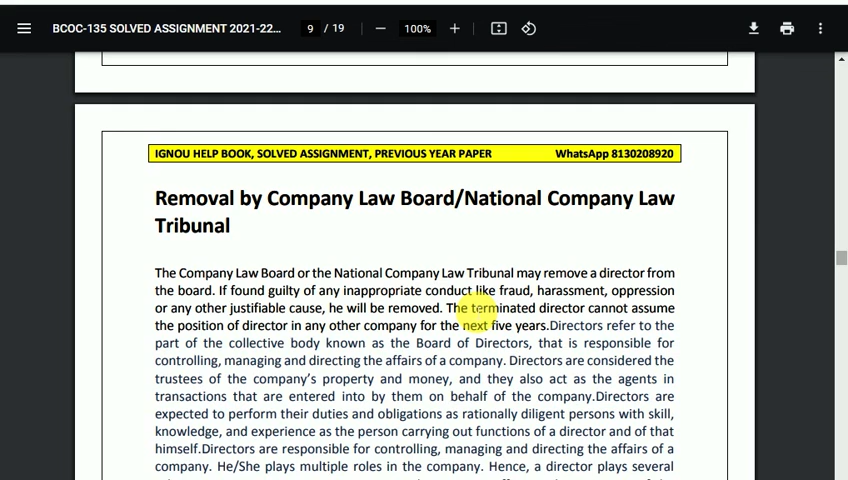 BCOC-135 SOLVED ASSIGNMENT 2021-22... 9 / 19 100%
IGNOU HELP BOOK, SOLVED ASSIGNMENT, PREVIOUS YEAR PAPER WhatsApp 8130208920
Removal by Company Law Board/National Company Law
Tribunal
The Company Law Board or the National Company Law Tribunal may remove a director from
the board. If found guilty of any inappropriate conduct like fraud, harassment, oppression
or any other justifiable cause, he will be removed. The terminated director cannot assume
the position of director in any other company for the next five years.Directors refer to the
part of the collective body known as the Board of Directors, that is responsible for
controlling, managing and directing the affairs of a company. Directors are considered the
trustees of the company's property and money, and they also act as the agents in
transactions that are entered into by them on behalf of the company.Directors are
expected to perform their duties and obligations as rationally diligent persons with skill,
knowledge, and experience as the person carrying out functions of a director and of that
himself.Directors are responsible for controlling, managing and directing the affairs of a
company. He/She plays multiple roles in the company. Hence, a director plays several